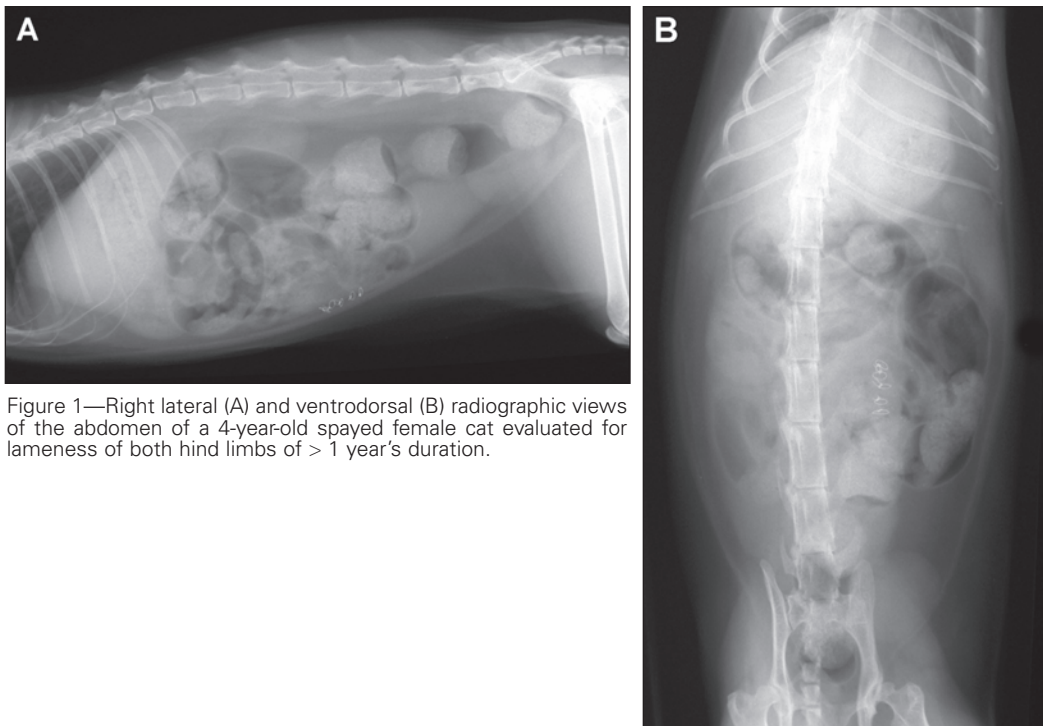 A
B
Figure 1—Right lateral (A) and ventrodorsal (B) radiographic views
of the abdomen of a 4-year-old spayed female cat evaluated for
lameness of both hind limbs of > 1 year's duration.